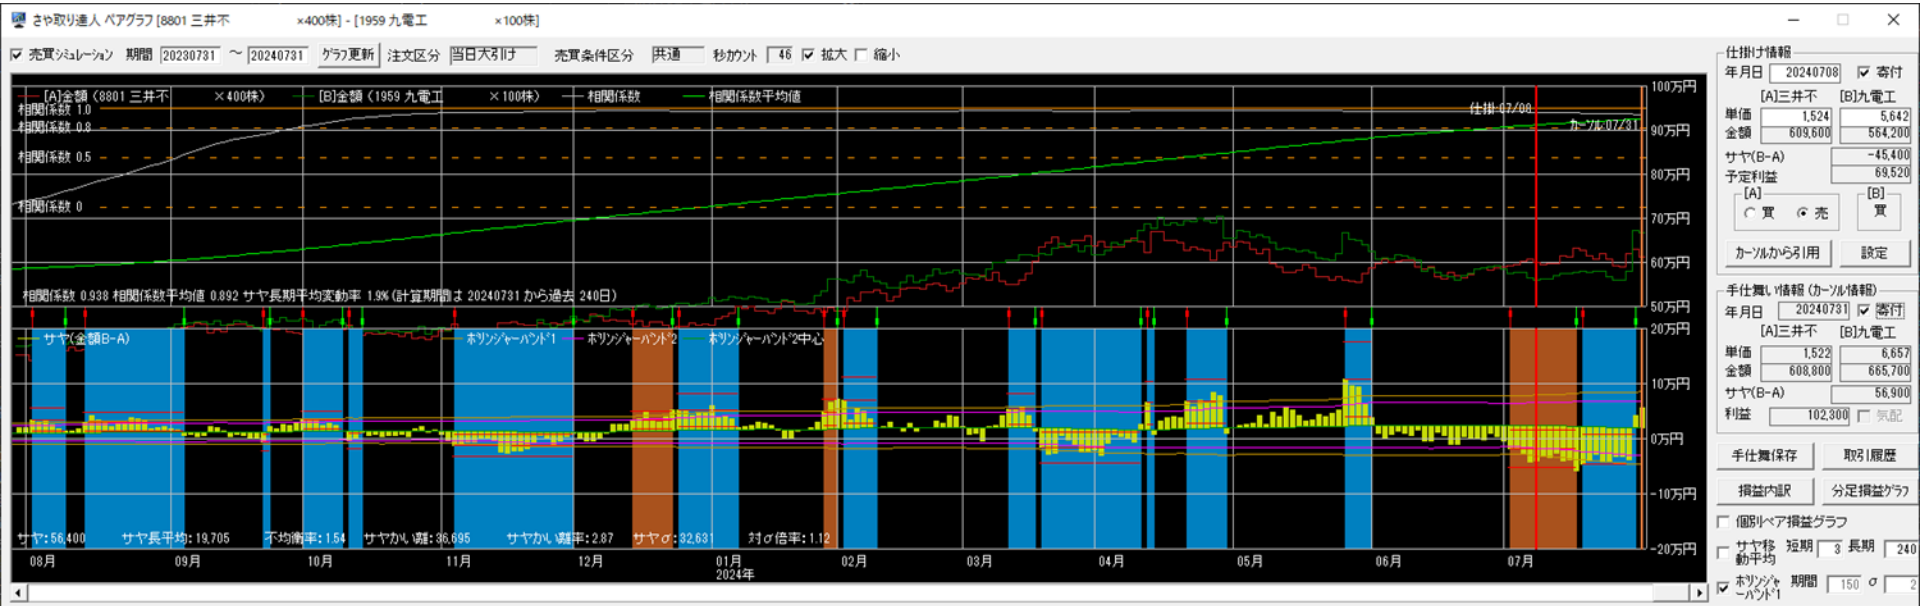 さや取り達人 ペアグラフ [8801 三井不 ×400株] - [1959 九電工 ×100株]
売買シミュレーション 期間 20230731 ～ 20240731 グラフ更新 注文区分 当日大引け 売買条件区分 共通 秒カウント 46 拡大 縮小
[A]金額 (8801 三井不 ×400株) [B]金額 (1959 九電工 ×100株) 相関係数 相関係数平均値
相関係数 1.0
相関係数 0.8
相関係数 0.5
相関係数 0
仕掛:07/08
カーソル:07/31
100万円
90万円
80万円
70万円
60万円
50万円
相関係数 0.938 相関係数平均値 0.892 サヤ長期平均変動率 1.9% (計算期間は 20240731 から過去 240日)
サヤ(金額B-A) ボリンジャーバンド1 ボリンジャーバンド2 ボリンジャーバンド2中心
20万円
10万円
0万円
-10万円
-20万円
サヤ:56,400 サヤ長平均:19,705 不均衡率:1.54 サヤかい離:36,695 サヤかい離率:2.87 サヤσ:32,631 対σ倍率:1.12
08月 09月 10月 11月 12月 01月 02月 03月 04月 05月 06月 07月
2024年
仕掛け情報
年月日 20240708 寄付
[A]三井不 [B]九電工
単価 1,524 5,642
金額 609,600 564,200
サヤ(B-A) -45,400
予定利益 69,520
[A] [B]
買 売 買
カーソルから引用 設定
手仕舞い情報 (カーソル情報)
年月日 20240731 寄付
[A]三井不 [B]九電工
単価 1,522 6,657
金額 608,800 665,700
サヤ(B-A) 56,900
利益 102,300 気配
手仕舞保存 取引履歴
損益内訳 分足損益グラフ
個別ペア損益グラフ
サヤ移動平均 短期 3 長期 240
ボリンジャーバンド1 期間 150 σ 2